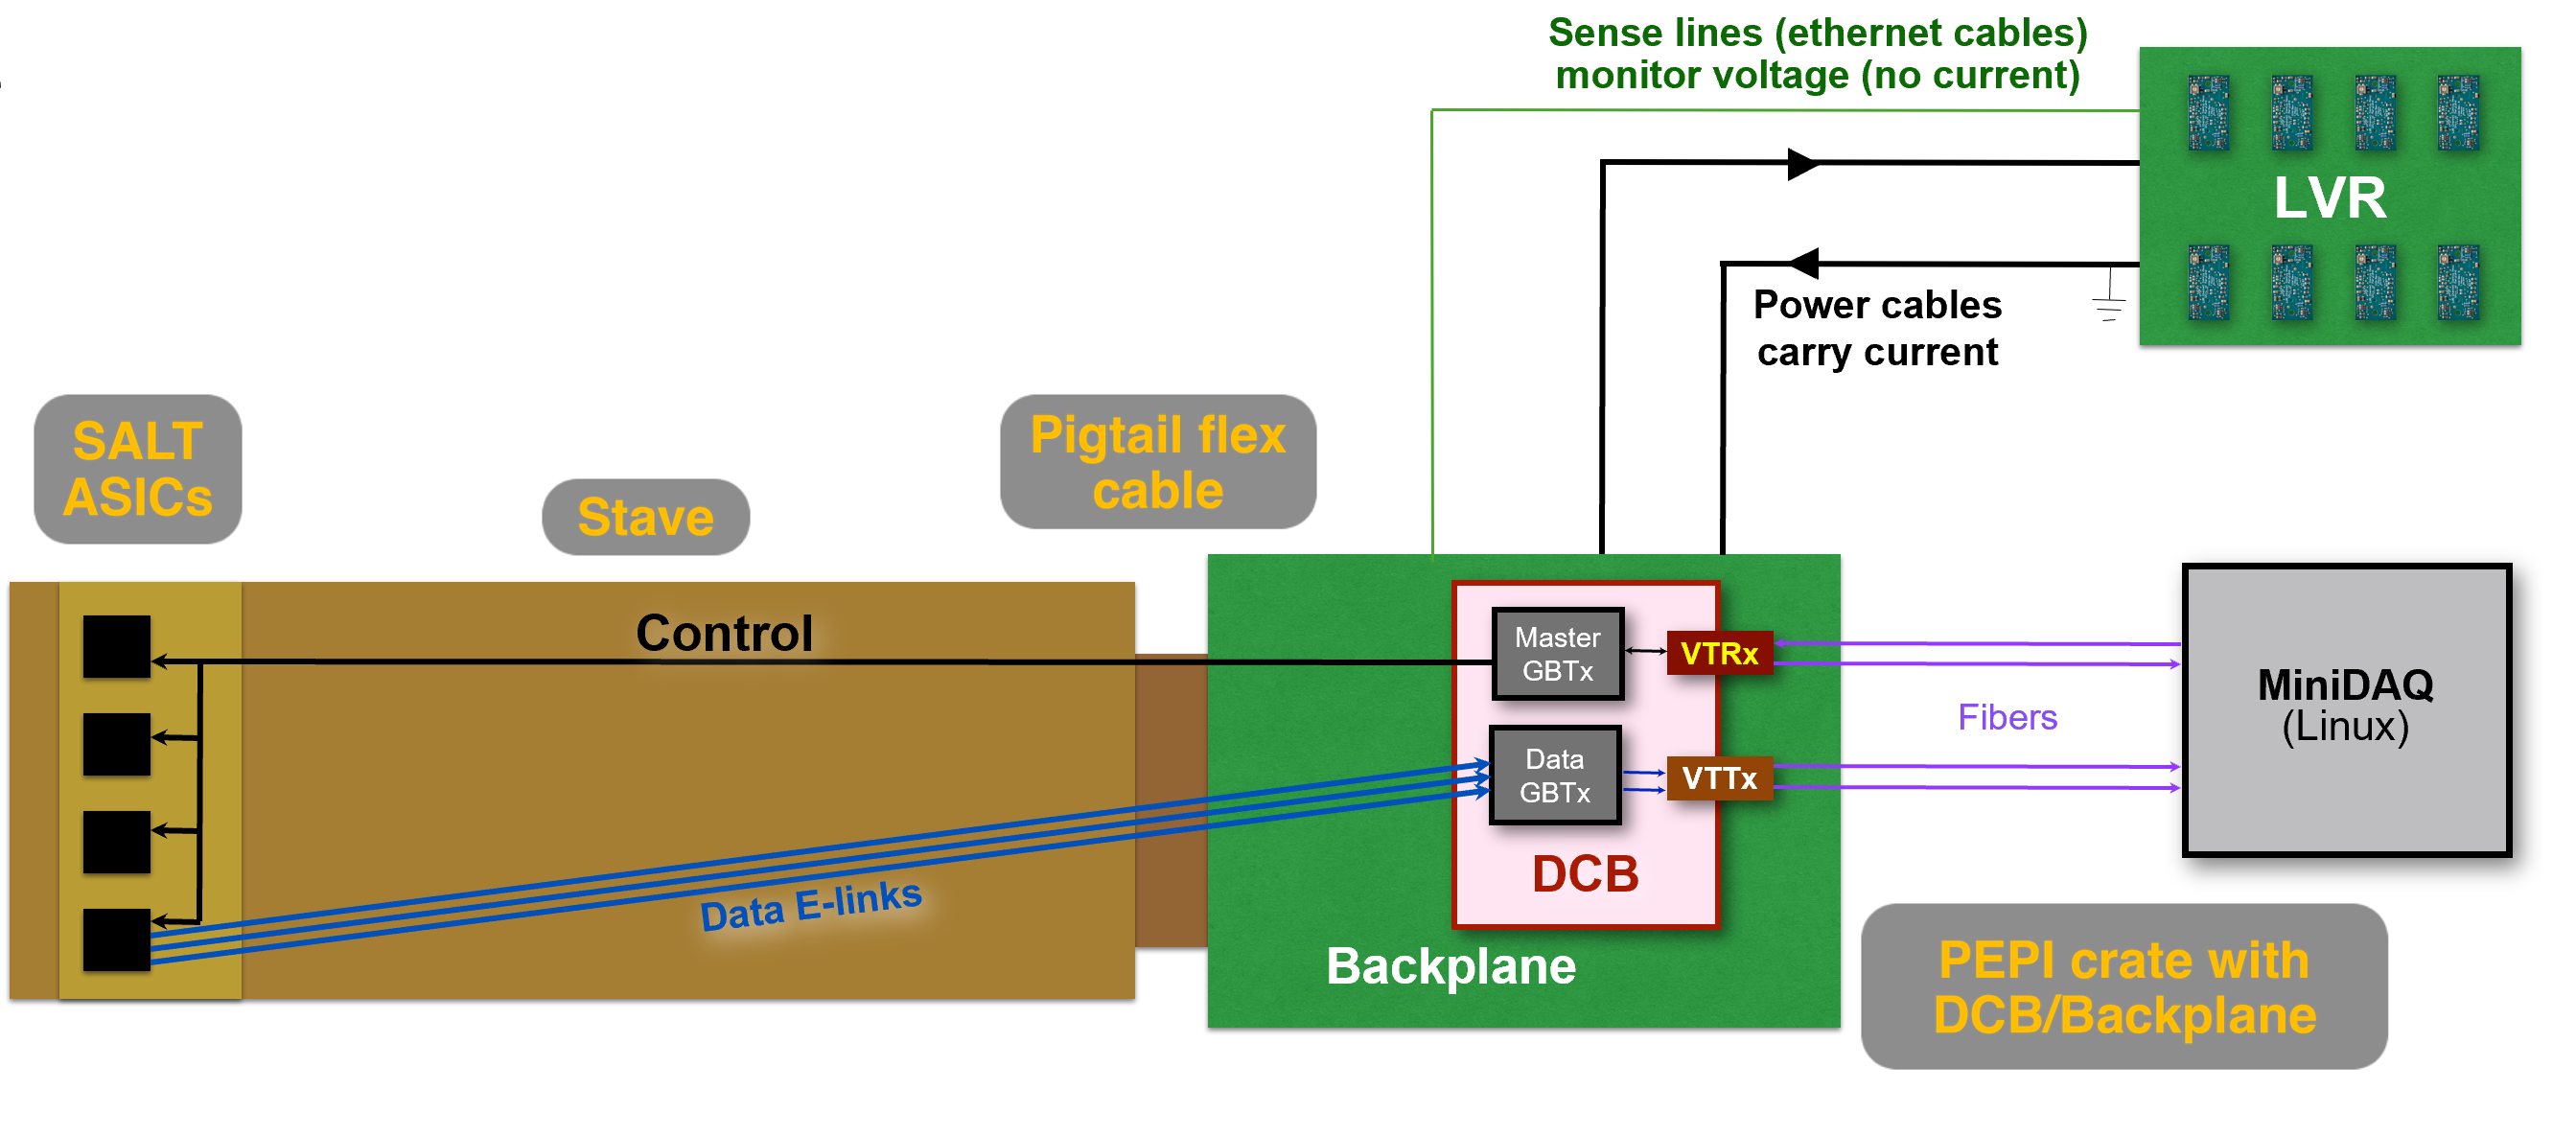 Sense lines (ethernet cables)
monitor voltage (no current)
LVR
Power cables
carry current
SALT
ASICs
Stave
Pigtail flex
cable
Control
Master
GBTx
VTRx
Fibers
MiniDAQ
(Linux)
Data
GBTx
VTTx
Data E-links
DCB
Backplane
PEPI crate with
DCB/Backplane